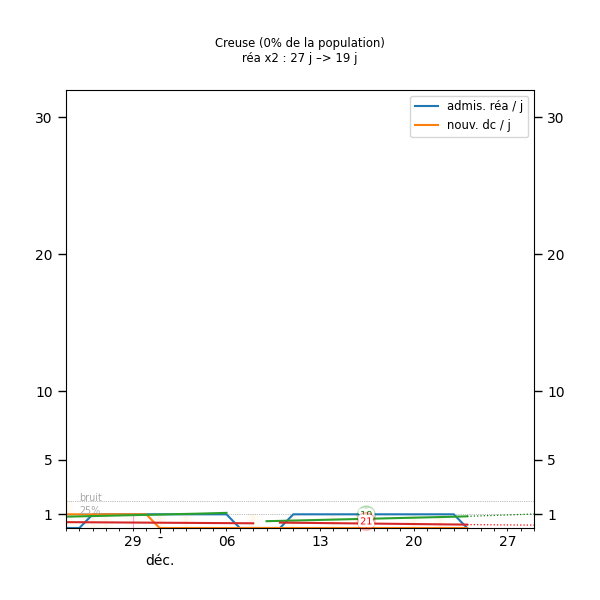 Creuse (0% de la population)
réa x2 : 27 j –> 19 j
admis. réa / j
nouv. dc / j
30 30
20 20
10 10
5 5
bruit
25%
1 21 1
29 - 06 13 20 27
déc.